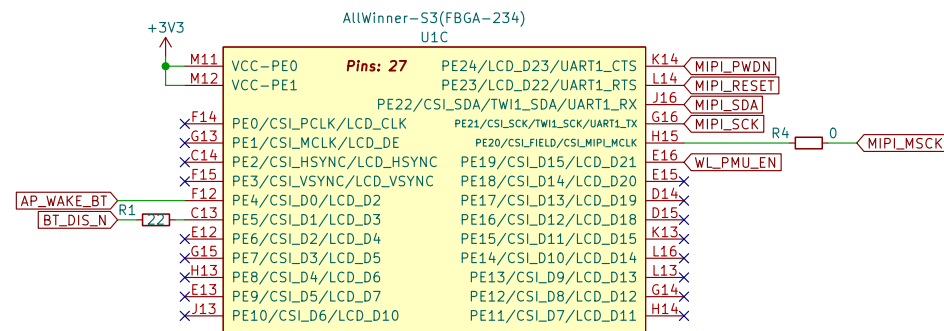 AllWinner-S3(FBGA-234)
U1C
+3V3
Pins: 27
M11 VCC-PE0
M12 VCC-PE1
F14 PE0/CSI_PCLK/LCD_CLK
G13 PE1/CSI_MCLK/LCD_DE
C14 PE2/CSI_HSYNC/LCD_HSYNC
F15 PE3/CSI_VSYNC/LCD_VSYNC
AP_WAKE_BT F12 PE4/CSI_D0/LCD_D2
BT_DIS_N R1 22 C13 PE5/CSI_D1/LCD_D3
E12 PE6/CSI_D2/LCD_D4
G15 PE7/CSI_D3/LCD_D5
H13 PE8/CSI_D4/LCD_D6
E13 PE9/CSI_D5/LCD_D7
J13 PE10/CSI_D6/LCD_D10
PE24/LCD_D23/UART1_CTS K14 MIPI_PWDN
PE23/LCD_D22/UART1_RTS L14 MIPI_RESET
PE22/CSI_SDA/TWI1_SDA/UART1_RX J16 MIPI_SDA
PE21/CSI_SCK/TWI1_SCK/UART1_TX G16 MIPI_SCK
PE20/CSI_FIELD/CSI_MIPI_MCLK H15 R4 0 MIPI_MSCK
PE19/CSI_D15/LCD_D21 E16 WL_PMU_EN
PE18/CSI_D14/LCD_D20 E15
PE17/CSI_D13/LCD_D19 D14
PE16/CSI_D12/LCD_D18 D15
PE15/CSI_D11/LCD_D15 K13
PE14/CSI_D10/LCD_D14 L16
PE13/CSI_D9/LCD_D13 L13
PE12/CSI_D8/LCD_D12 G14
PE11/CSI_D7/LCD_D11 H14